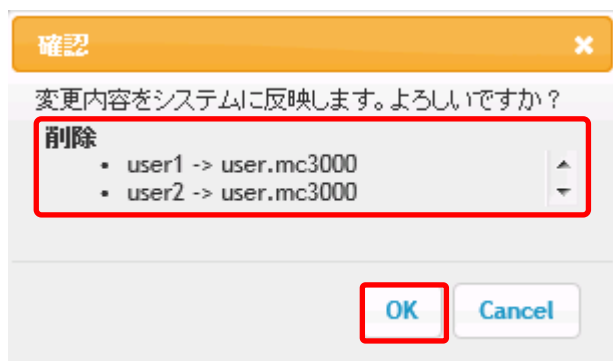 確認
変更内容をシステムに反映します。よろしいですか？
削除
• user1 -> user.mc3000
• user2 -> user.mc3000
OK
Cancel